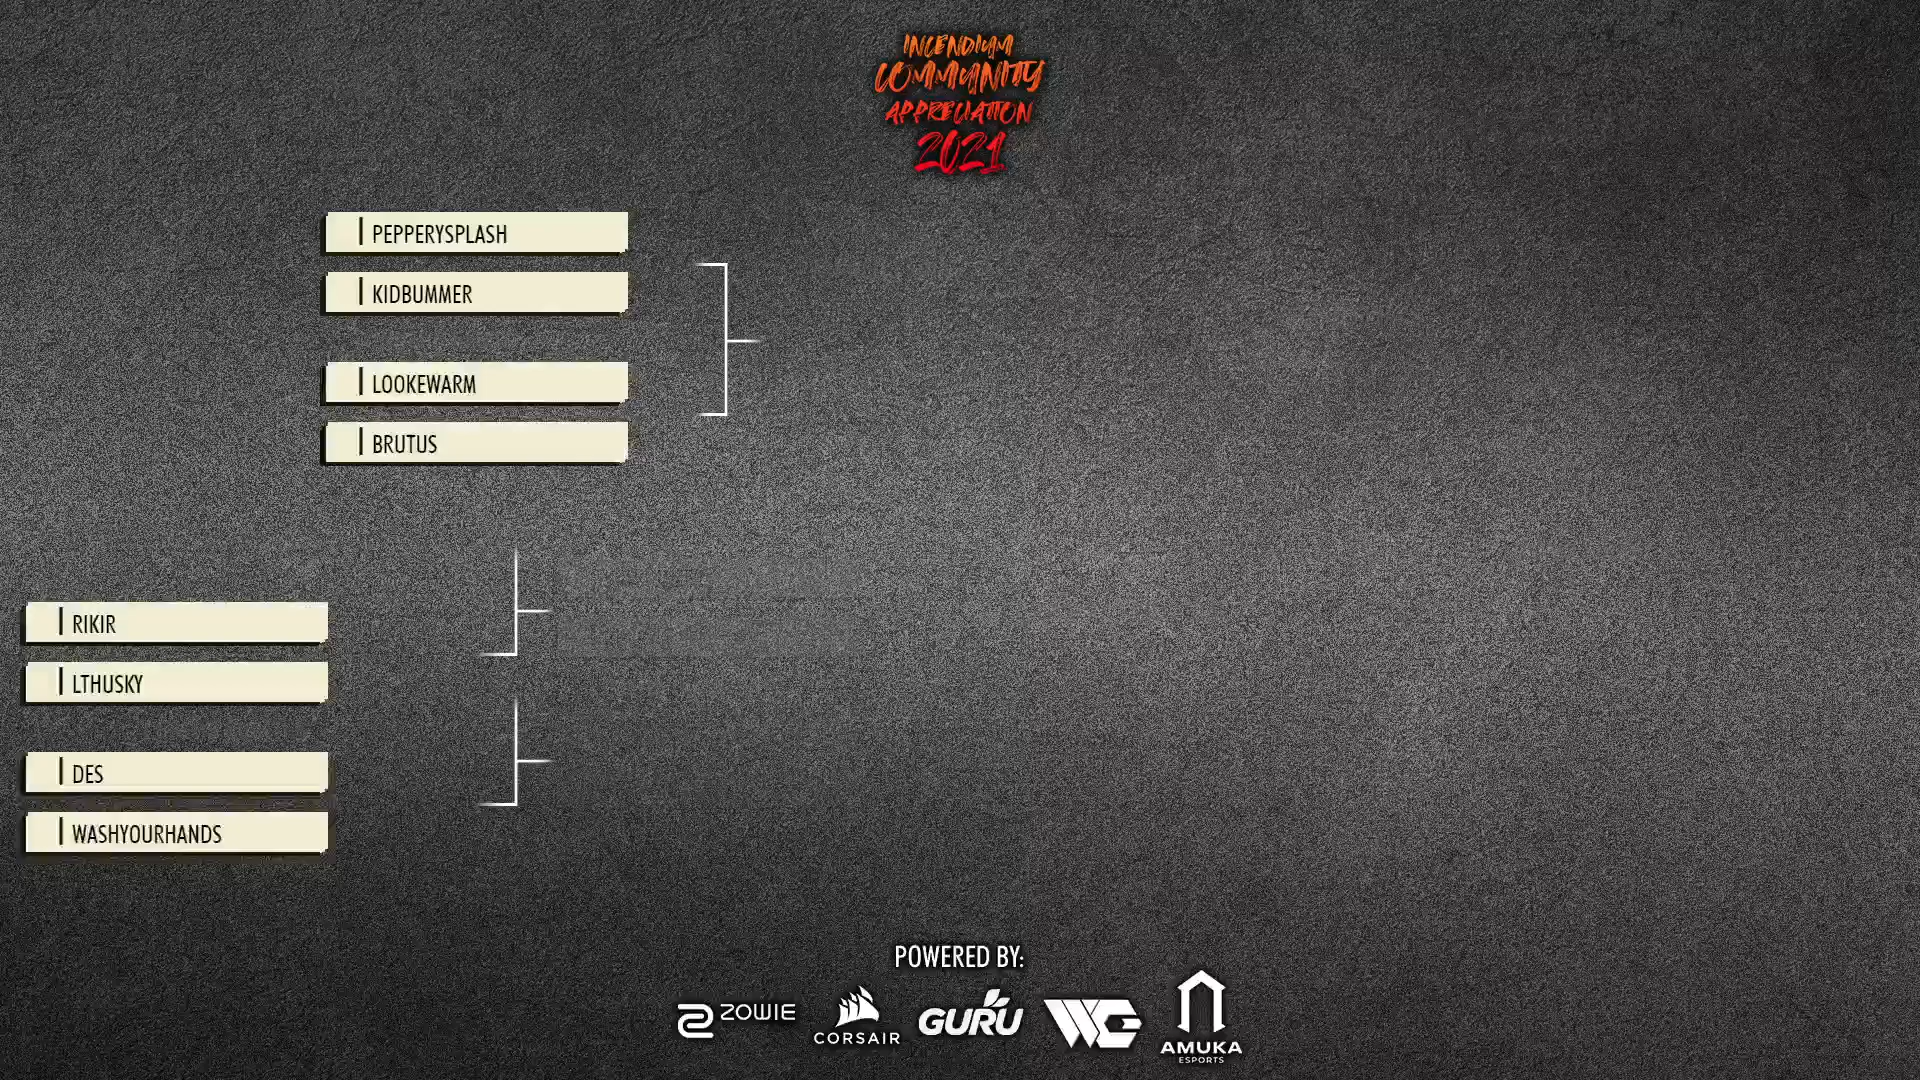 INCENDIUM
COMMUNITY
APPRECIATION
2021
PEPPERYSPLASH
KIDBUMMER
LOOKEWARM
BRUTUS
RIKIR
LTHUSKY
DES
WASHYOURHANDS
POWERED BY:
ZOWIE
CORSAIR
GURU
WG
AMUKA
ESPORTS